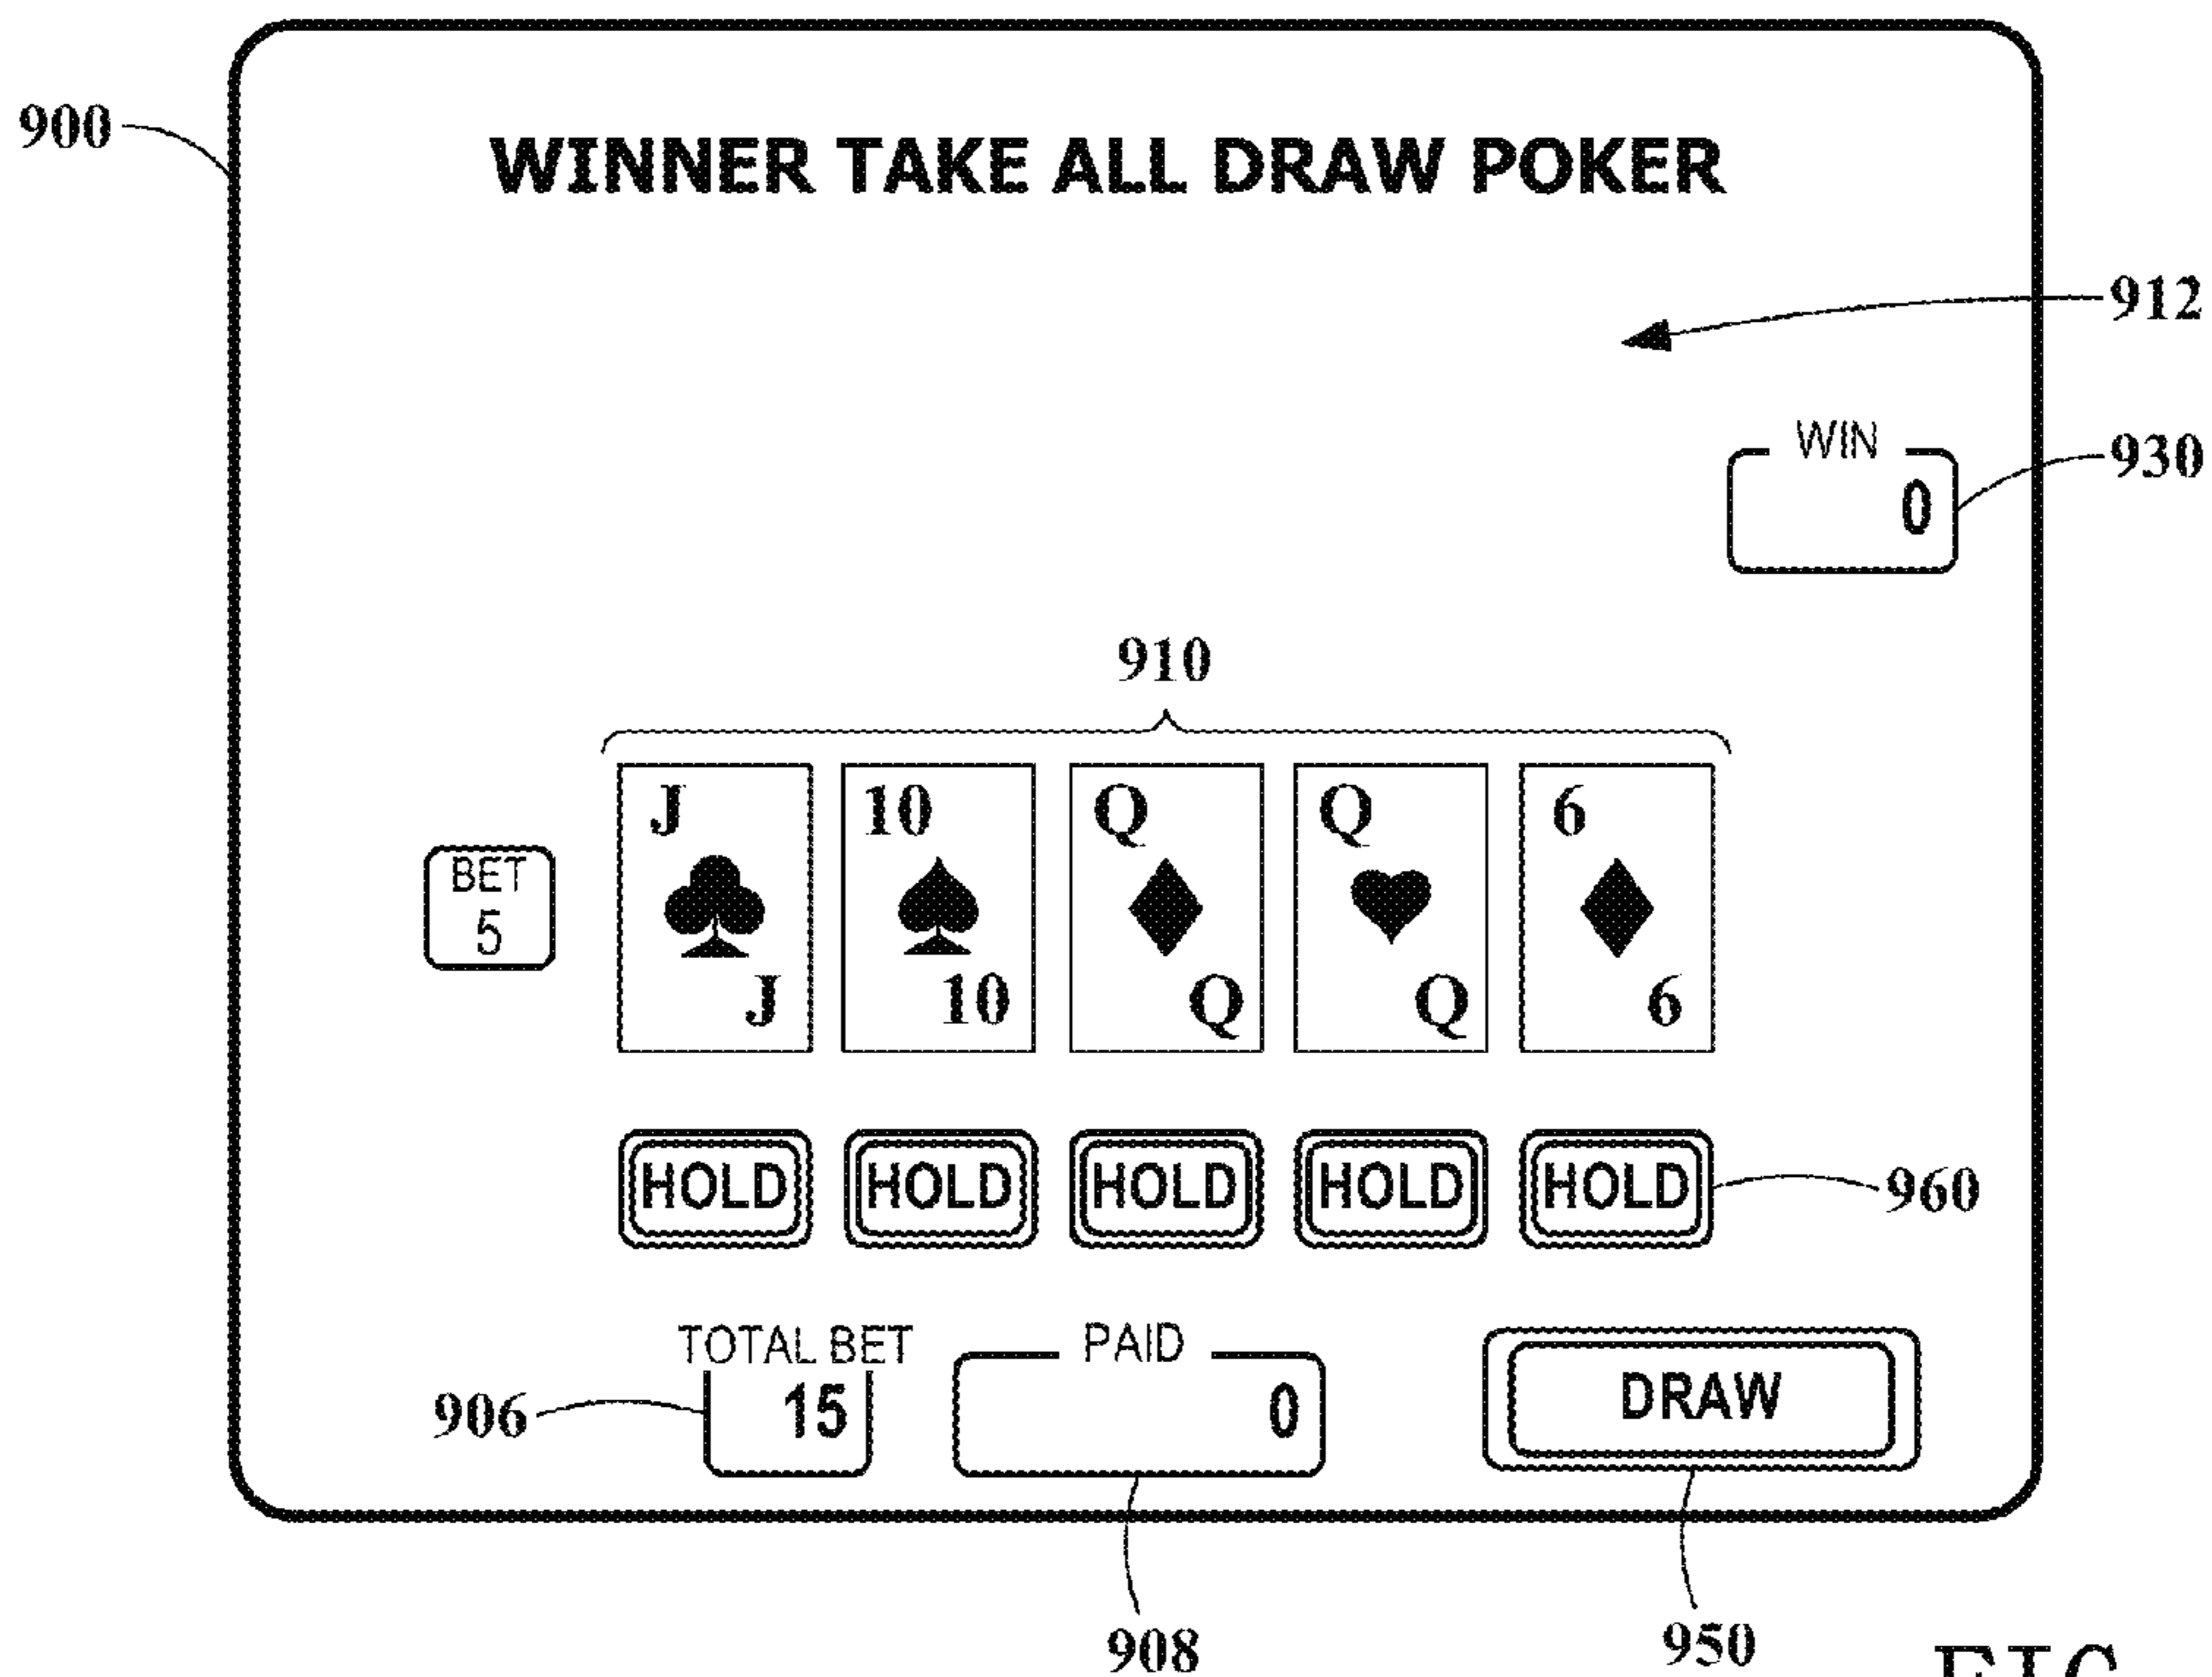 900
WINNER TAKE ALL DRAW POKER
912
WIN
930
0
910
J 10 Q Q 6
BET
5
J 10 Q Q 6
HOLD HOLD HOLD HOLD HOLD
960
TOTAL BET PAID
906 15 0 DRAW
908 950